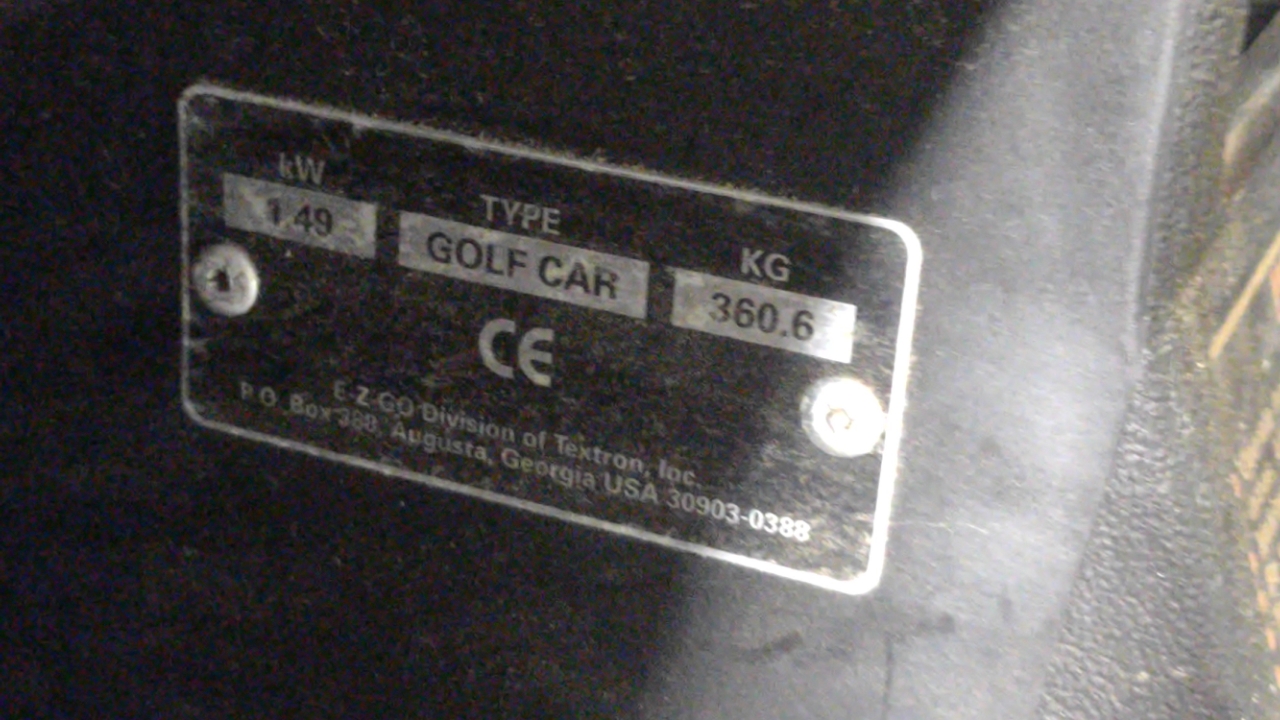 kW TYPE KG
1.49 GOLF CAR 360.6
CE
E-Z-GO Division of Textron, Inc.
P.O. Box 388, Augusta, Georgia USA 30903-0388